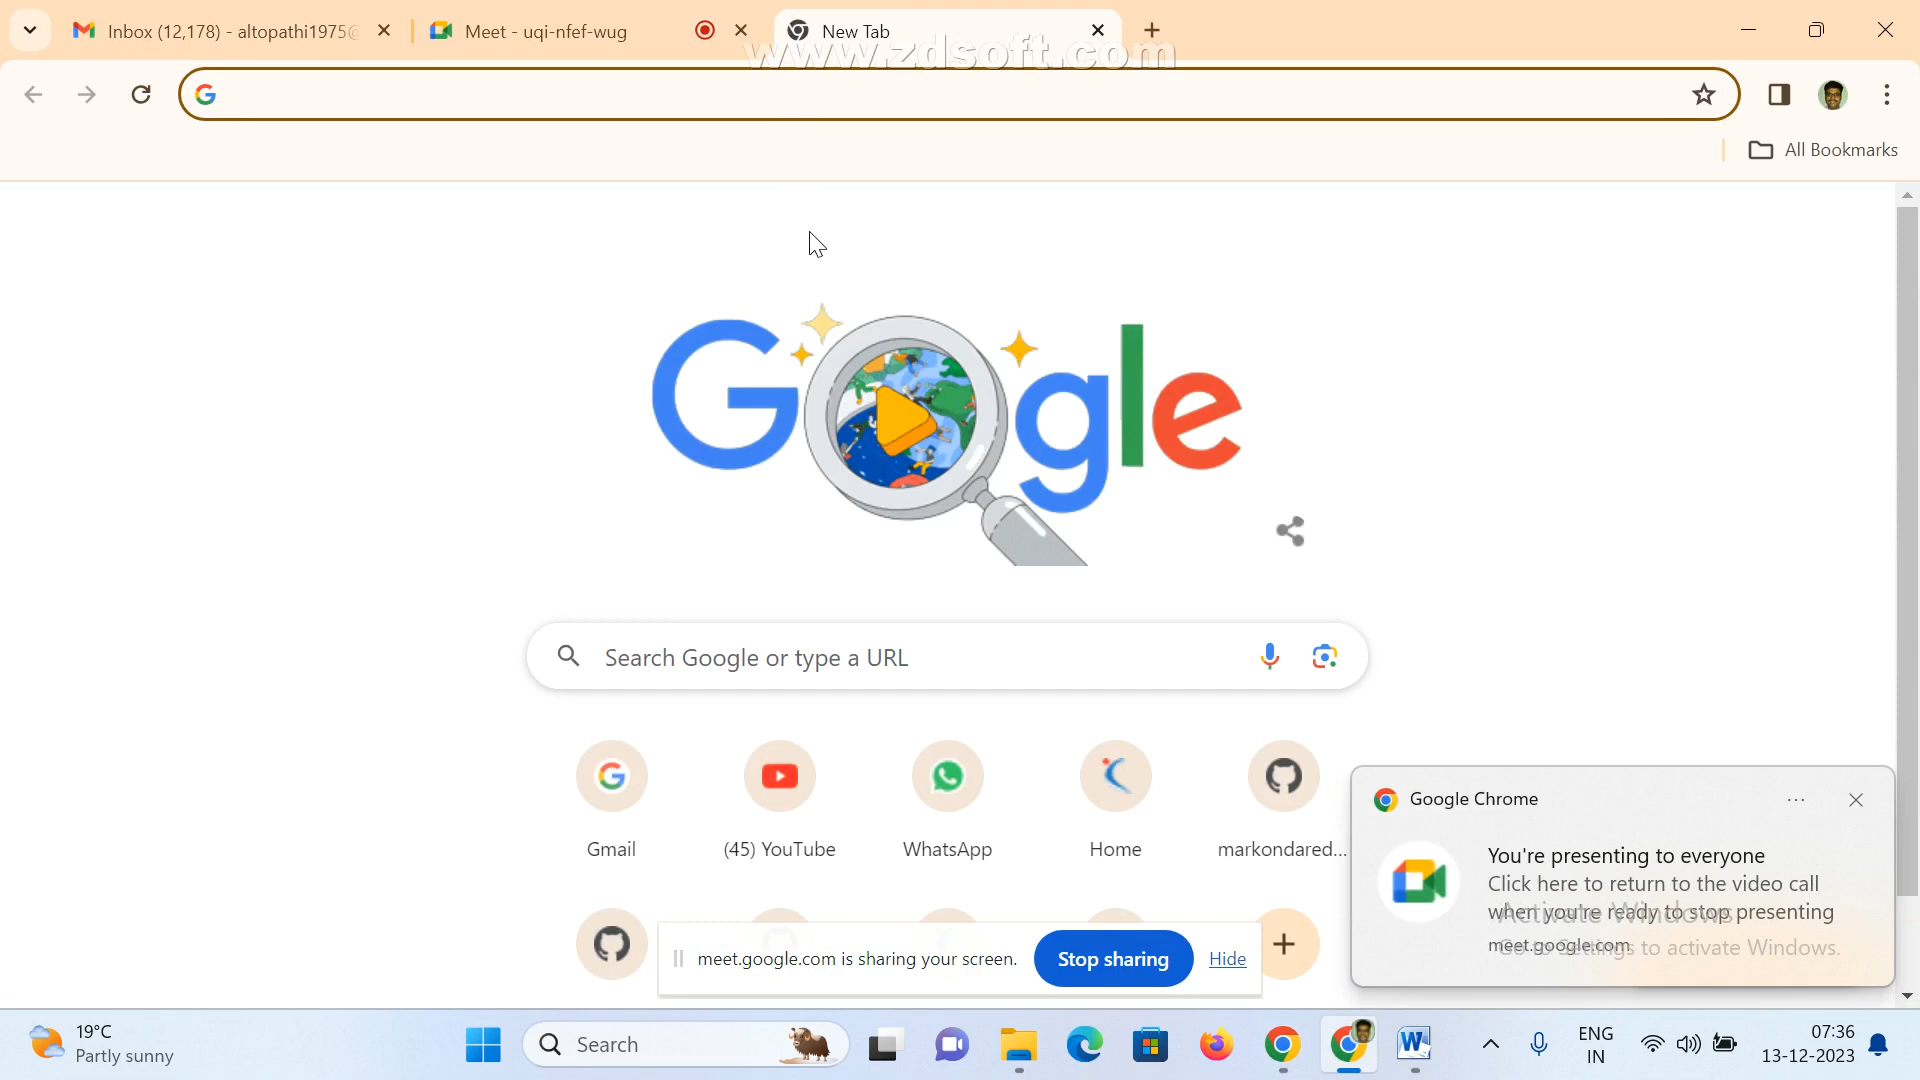 Inbox (12,178) - altopathi1975@
Meet - uqi-nfef-wug
New Tab
www.zdsoft.com
All Bookmarks
Google
Search Google or type a URL
Gmail
(45) YouTube
WhatsApp
Home
markondared...
Google Chrome
You're presenting to everyone
Click here to return to the video call
when you're ready to stop presenting
meet.google.com
Activate Windows
Go to Settings to activate Windows.
meet.google.com is sharing your screen.
Stop sharing
Hide
19°C
Partly sunny
Search
ENG
IN
07:36
13-12-2023